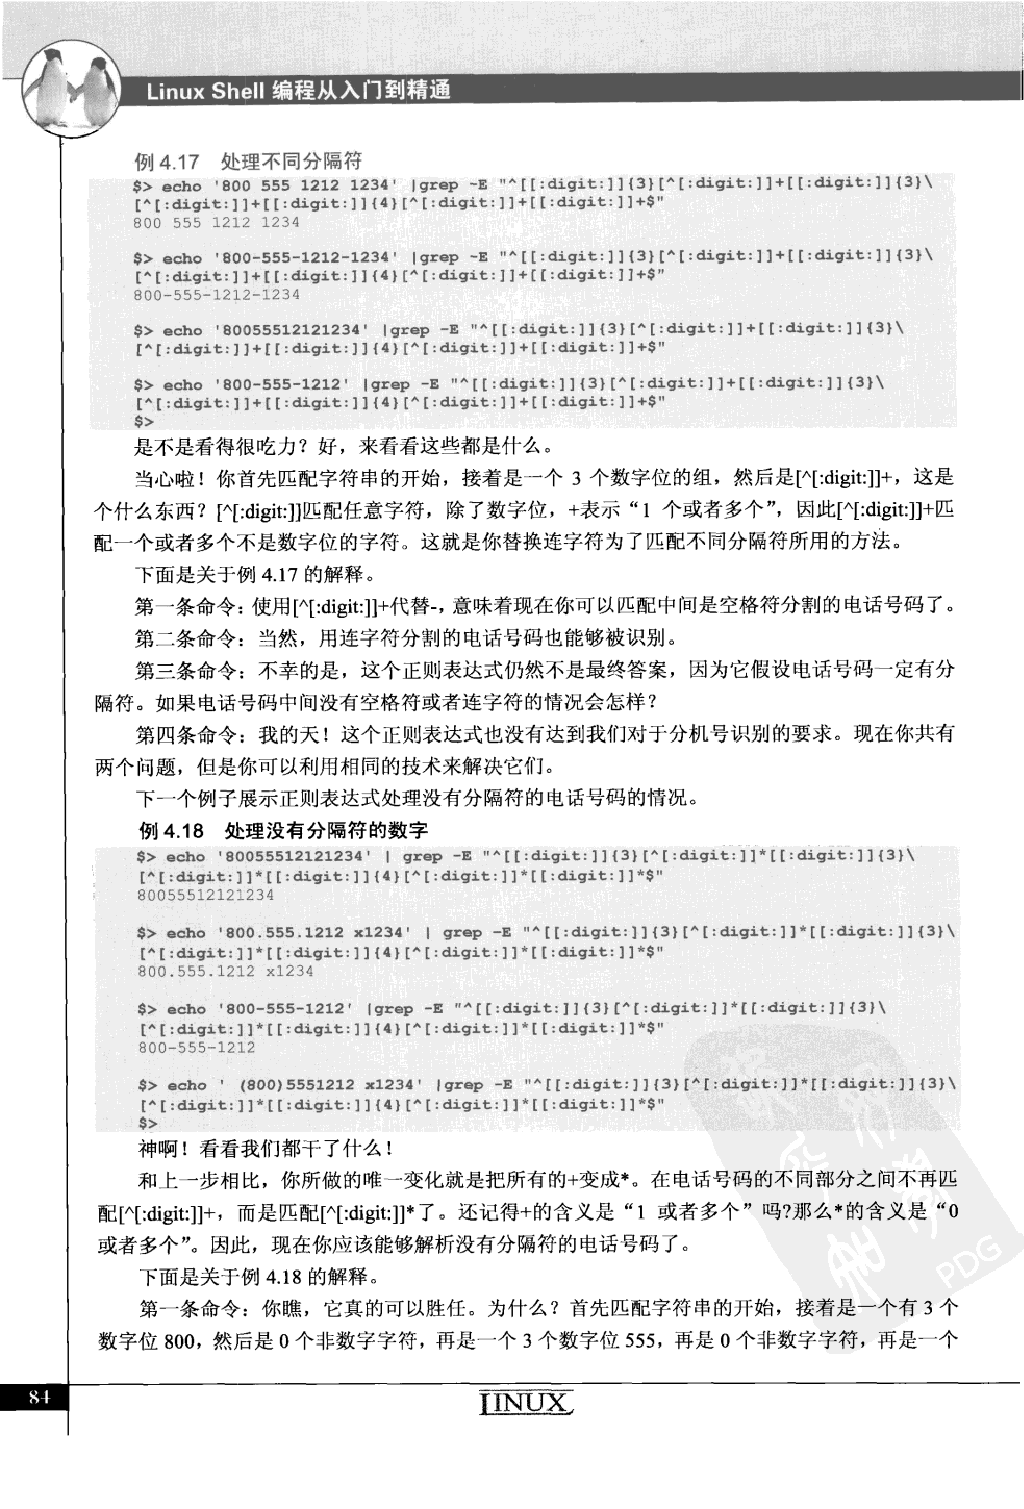 Linux Shell 编程从入门到精通
例 4.17 处理不同分隔符
$> echo '800 555 1212 1234' |grep -E "^[[:digit:]]{3}[^[:digit:]]+[[:digit:]]{3}\
[^[:digit:]]+[[:digit:]]{4}[^[:digit:]]+[[:digit:]]+$"
800 555 1212 1234
$> echo '800-555-1212-1234' |grep -E "^[[:digit:]]{3}[^[:digit:]]+[[:digit:]]{3}\
[^[:digit:]]+[[:digit:]]{4}[^[:digit:]]+[[:digit:]]+$"
800-555-1212-1234
$> echo '80055512121234' |grep -E "^[[:digit:]]{3}[^[:digit:]]+[[:digit:]]{3}\
[^[:digit:]]+[[:digit:]]{4}[^[:digit:]]+[[:digit:]]+$"
$> echo '800-555-1212' |grep -E "^[[:digit:]]{3}[^[:digit:]]+[[:digit:]]{3}\
[^[:digit:]]+[[:digit:]]{4}[^[:digit:]]+[[:digit:]]+$"
$>
是不是看得很吃力？好，来看看这些都是什么。
当心啦！你首先匹配字符串的开始，接着是一个 3 个数字位的组，然后是[^[:digit:]]+，这是
个什么东西？[^[:digit:]]匹配任意字符，除了数字位，+表示“1 个或者多个”，因此[^[:digit:]]+匹
配一个或者多个不是数字位的字符。这就是你替换连字符为了匹配不同分隔符所用的方法。
下面是关于例 4.17 的解释。
第一条命令：使用[^[:digit:]]+代替-，意味着现在你可以匹配中间是空格符分割的电话号码了。
第二条命令：当然，用连字符分割的电话号码也能够被识别。
第三条命令：不幸的是，这个正则表达式仍然不是最终答案，因为它假设电话号码一定有分
隔符。如果电话号码中间没有空格符或者连字符的情况会怎样？
第四条命令：我的天！这个正则表达式也没有达到我们对于分机号识别的要求。现在你共有
两个问题，但是你可以利用相同的技术来解决它们。
下一个例子展示正则表达式处理没有分隔符的电话号码的情况。
例 4.18 处理没有分隔符的数字
$> echo '80055512121234' | grep -E "^[[:digit:]]{3}[^[:digit:]]*[[:digit:]]{3}\
[^[:digit:]]*[[:digit:]]{4}[^[:digit:]]*[[:digit:]]*$"
80055512121234
$> echo '800.555.1212 x1234' | grep -E "^[[:digit:]]{3}[^[:digit:]]*[[:digit:]]{3}\
[^[:digit:]]*[[:digit:]]{4}[^[:digit:]]*[[:digit:]]*$"
800.555.1212 x1234
$> echo '800-555-1212' |grep -E "^[[:digit:]]{3}[^[:digit:]]*[[:digit:]]{3}\
[^[:digit:]]*[[:digit:]]{4}[^[:digit:]]*[[:digit:]]*$"
800-555-1212
$> echo ' (800)5551212 x1234' |grep -E "^[[:digit:]]{3}[^[:digit:]]*[[:digit:]]{3}\
[^[:digit:]]*[[:digit:]]{4}[^[:digit:]]*[[:digit:]]*$"
$>
神啊！看看我们都干了什么！
和上一步相比，你所做的唯一变化就是把所有的+变成*。在电话号码的不同部分之间不再匹
配[^[:digit:]]+，而是匹配[^[:digit:]]*了。还记得+的含义是“1 或者多个”吗?那么*的含义是“0
或者多个”。因此，现在你应该能够解析没有分隔符的电话号码了。
PDG
下面是关于例 4.18 的解释。
第一条命令：你瞧，它真的可以胜任。为什么？首先匹配字符串的开始，接着是一个有 3 个
数字位 800，然后是 0 个非数字字符，再是一个 3 个数字位 555，再是 0 个非数字字符，再是一个
84
LINUX